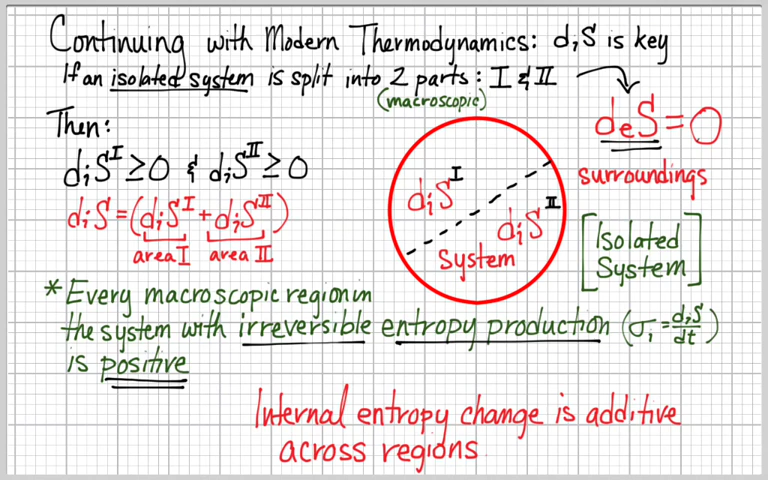 Continuing with Modern Thermodynamics: dᵢS is key
If an isolated system is split into 2 parts: I & II
(macroscopic)
dₑS = 0
surroundings
[Isolated
System]
Then:
dᵢSᴵ ≥ 0 & dᵢSᴵᴵ ≥ 0
dᵢS = (dᵢSᴵ + dᵢSᴵᴵ)
area I area II
dᵢSᴵ
dᵢSᴵᴵ
System
* Every macroscopic region in
the system with irreversible entropy production (σᵢ = dᵢS/dt)
is positive
Internal entropy change is additive
across regions